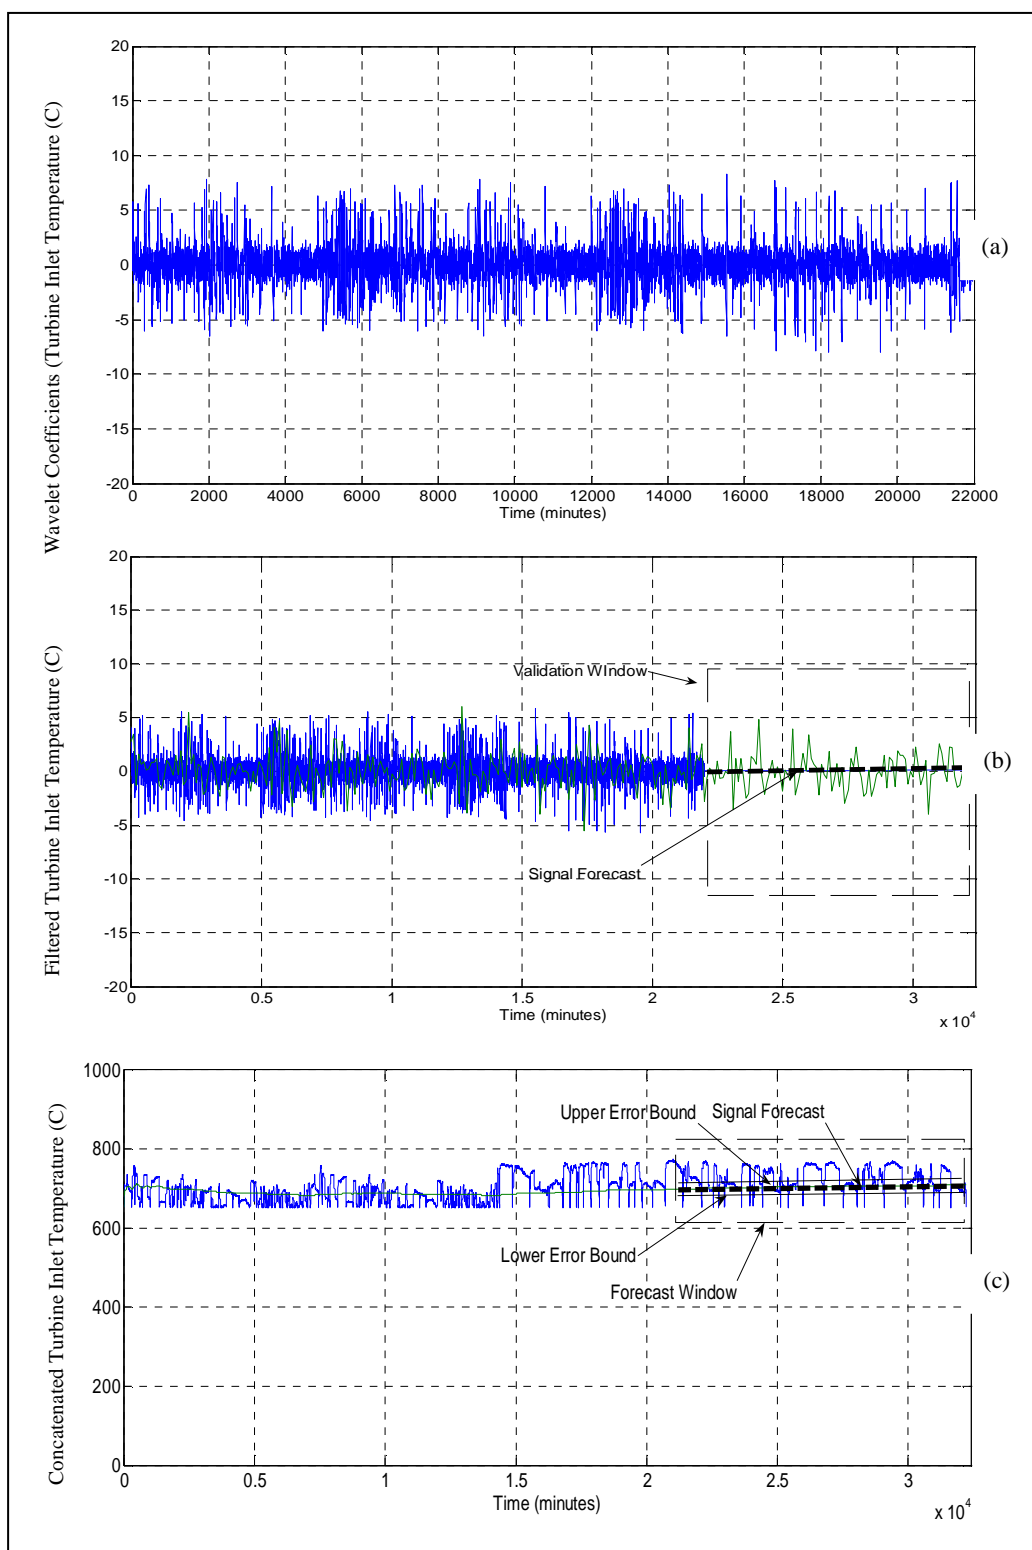 Wavelet Coefficients (Turbine Inlet Temperature (C)
20
15
10
5
0
-5
-10
-15
-20
0 2000 4000 6000 8000 10000 12000 14000 16000 18000 20000 22000
Time (minutes)
(a)
Filtered Turbine Inlet Temperature (C)
20
15
10
5
0
-5
-10
-15
-20
Validation WIndow
Signal Forecast
0 0.5 1 1.5 2 2.5 3
Time (minutes)
x 10^4
(b)
Concatenated Turbine Inlet Temperature (C)
1000
800
600
400
200
0
Upper Error Bound Signal Forecast
Lower Error Bound
Forecast Window
0 0.5 1 1.5 2 2.5 3
Time (minutes)
x 10^4
(c)